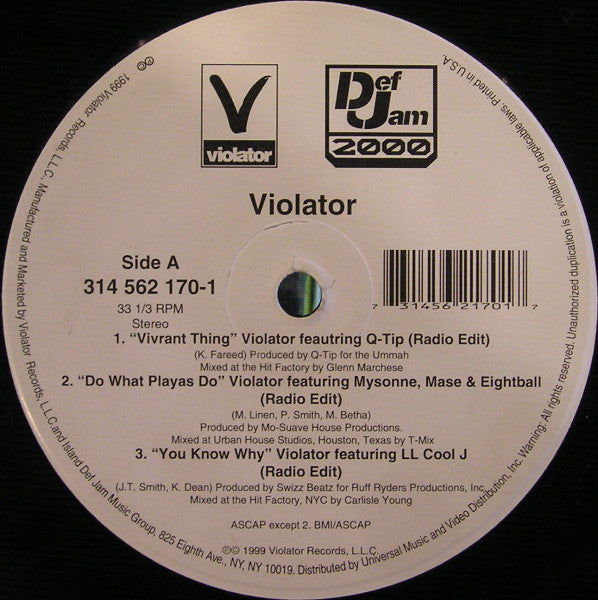 V
violator
Def
Jam
2000
Violator
Side A
314 562 170-1
33 1/3 RPM
Stereo
7 31456 21701 7
1. “Vivrant Thing” Violator feautring Q-Tip (Radio Edit)
(K. Fareed) Produced by Q-Tip for the Ummah
Mixed at the Hit Factory by Glenn Marchese
2. “Do What Playas Do” Violator featuring Mysonne, Mase & Eightball
(Radio Edit)
(M. Linen, P. Smith, M. Betha)
Produced by Mo-Suave House Productions.
Mixed at Urban House Studios, Houston, Texas by T-Mix
3. “You Know Why” Violator featuring LL Cool J
(Radio Edit)
(J.T. Smith, K. Dean) Produced by Swizz Beatz for Ruff Ryders Productions, Inc.
Mixed at the Hit Factory, NYC by Carlisle Young
ASCAP except 2. BMI/ASCAP
℗© 1999 Violator Records, L.L.C.
℗© 1999 Violator Records, L.L.C., Manufactured and Marketed by Violator Records, L.L.C. and Island Def Jam Music Group, 825 Eighth Ave., NY, NY 10019. Distributed by Universal Music and Video Distribution, Inc. Warning: All rights reserved. Unauthorized duplication is a violation of applicable laws. Printed in U.S.A.